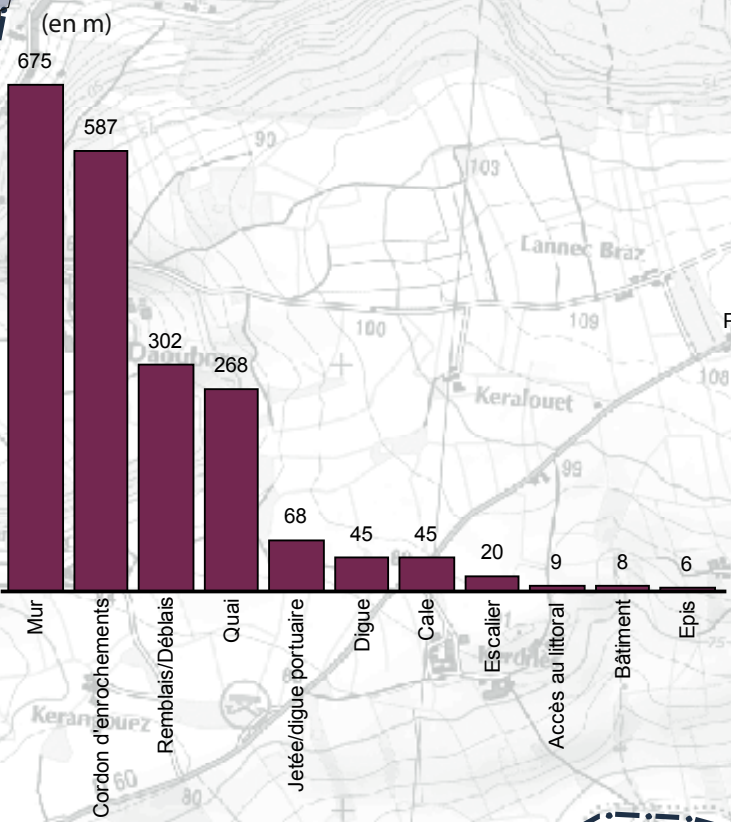 (en m)
675
587
302
268
68
45
45
20
9
8
6
Mur
Cordon d'enrochements
Remblais/Déblais
Quai
Jetée/digue portuaire
Digue
Cale
Escalier
Accès au littoral
Bâtiment
Epis
90
103
Lannec Braz
100
109
108
Keralouet
99
60
80
75